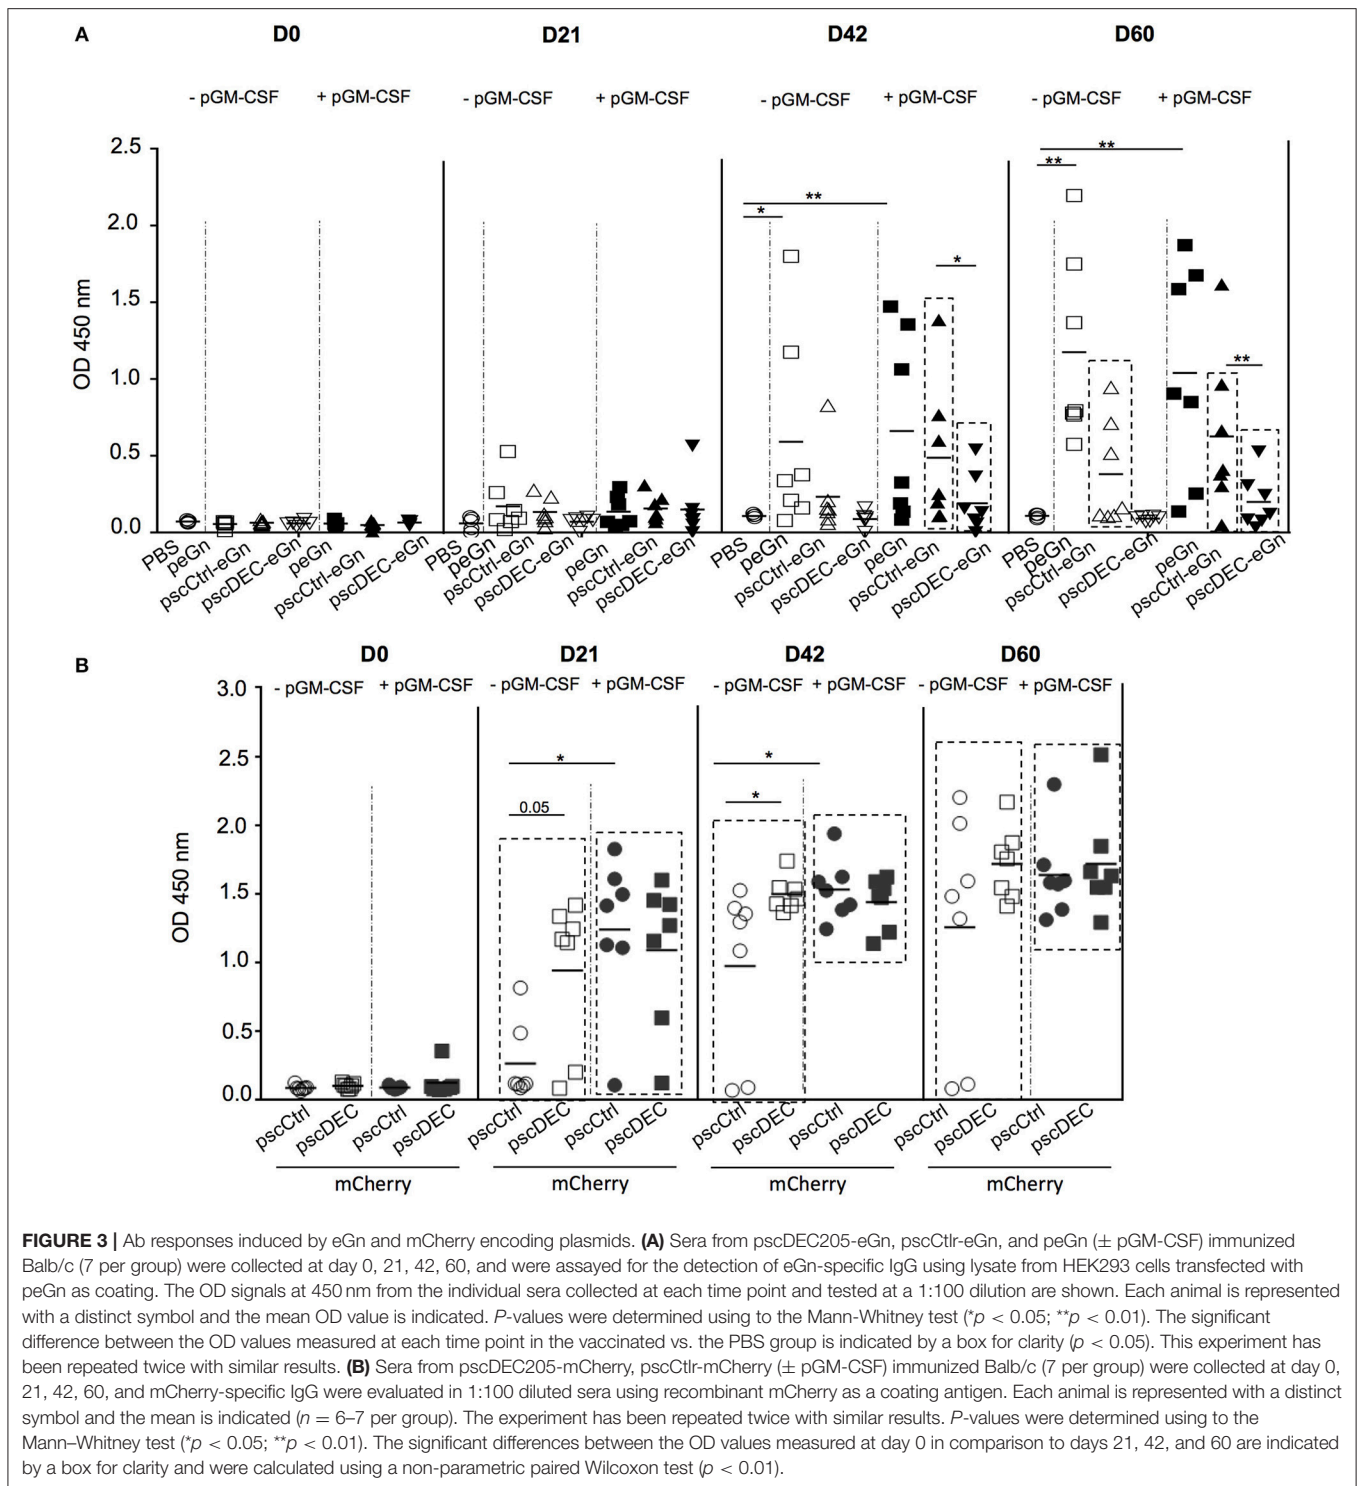 A
D0 D21 D42 D60
- pGM-CSF + pGM-CSF - pGM-CSF + pGM-CSF - pGM-CSF + pGM-CSF - pGM-CSF + pGM-CSF
2.5
2.0
1.5
1.0
0.5
0.0
OD 450 nm
** ** ** * * **
PBS peGn pscCtrl-eGn pscDEC-eGn peGn pscCtrl-eGn pscDEC-eGn PBS peGn pscCtrl-eGn pscDEC-eGn peGn pscCtrl-eGn pscDEC-eGn PBS peGn pscCtrl-eGn pscDEC-eGn peGn pscCtrl-eGn pscDEC-eGn PBS peGn pscCtrl-eGn pscDEC-eGn peGn pscCtrl-eGn pscDEC-eGn
B
D0 D21 D42 D60
- pGM-CSF + pGM-CSF - pGM-CSF + pGM-CSF - pGM-CSF + pGM-CSF - pGM-CSF + pGM-CSF
3.0
2.5
2.0
1.5
1.0
0.5
0.0
OD 450 nm
* * 0.05 *
pscCtrl pscDEC pscCtrl pscDEC pscCtrl pscDEC pscCtrl pscDEC pscCtrl pscDEC pscCtrl pscDEC pscCtrl pscDEC pscCtrl pscDEC
mCherry mCherry mCherry mCherry
FIGURE 3 | Ab responses induced by eGn and mCherry encoding plasmids. (A) Sera from pscDEC205-eGn, pscCtlr-eGn, and peGn (± pGM-CSF) immunized
Balb/c (7 per group) were collected at day 0, 21, 42, 60, and were assayed for the detection of eGn-specific IgG using lysate from HEK293 cells transfected with
peGn as coating. The OD signals at 450 nm from the individual sera collected at each time point and tested at a 1:100 dilution are shown. Each animal is represented
with a distinct symbol and the mean OD value is indicated. P-values were determined using to the Mann-Whitney test (*p < 0.05; **p < 0.01). The significant
difference between the OD values measured at each time point in the vaccinated vs. the PBS group is indicated by a box for clarity (p < 0.05). This experiment has
been repeated twice with similar results. (B) Sera from pscDEC205-mCherry, pscCtlr-mCherry (± pGM-CSF) immunized Balb/c (7 per group) were collected at day 0,
21, 42, 60, and mCherry-specific IgG were evaluated in 1:100 diluted sera using recombinant mCherry as a coating antigen. Each animal is represented with a distinct
symbol and the mean is indicated (n = 6–7 per group). The experiment has been repeated twice with similar results. P-values were determined using to the
Mann–Whitney test (*p < 0.05; **p < 0.01). The significant differences between the OD values measured at day 0 in comparison to days 21, 42, and 60 are indicated
by a box for clarity and were calculated using a non-parametric paired Wilcoxon test (p < 0.01).